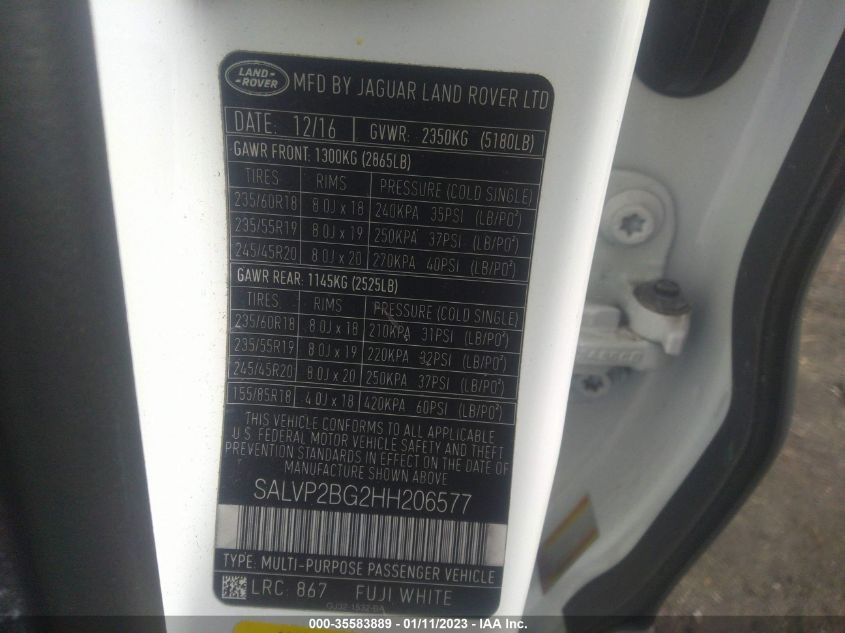 LAND-
-ROVER
MFD BY JAGUAR LAND ROVER LTD
DATE: 12/16 GVWR: 2350KG (5180LB)
GAWR FRONT: 1300KG (2865LB)
TIRES RIMS PRESSURE (COLD SINGLE)
235/60R18 8.0J x 18 240KPA 35PSI (LB/PO²)
235/55R19 8.0J x 19 250KPA 37PSI (LB/PO²)
245/45R20 8.0J x 20 270KPA 40PSI (LB/PO²)
GAWR REAR: 1145KG (2525LB)
TIRES RIMS PRESSURE (COLD SINGLE)
235/60R18 8.0J x 18 210KPA 31PSI (LB/PO²)
235/55R19 8.0J x 19 220KPA 32PSI (LB/PO²)
245/45R20 8.0J x 20 250KPA 37PSI (LB/PO²)
155/85R18 4.0J x 18 420KPA 60PSI (LB/PO²)
THIS VEHICLE CONFORMS TO ALL APPLICABLE
U.S. FEDERAL MOTOR VEHICLE SAFETY AND THEFT
PREVENTION STANDARDS IN EFFECT ON THE DATE
OF MANUFACTURE SHOWN ABOVE
SALVP2BG2HH206577
TYPE: MULTI-PURPOSE PASSENGER VEHICLE
LRC: 867 FUJI WHITE
000-35583889 - 01/11/2023 - IAA Inc.